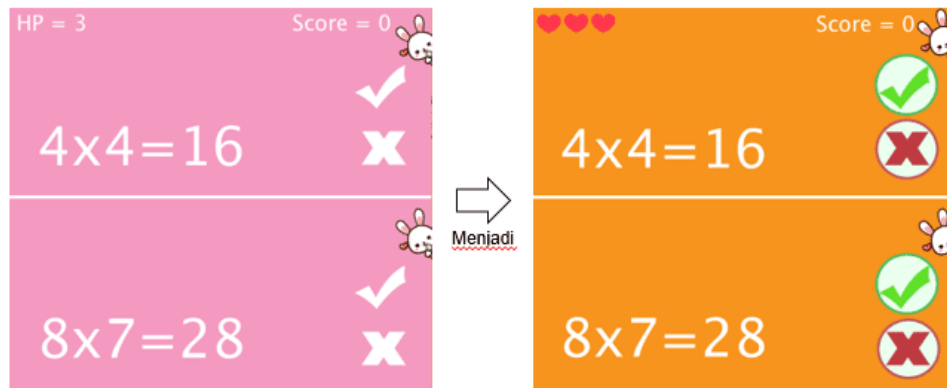 HP = 3
Score = 0
4x4=16
8x7=28
Menjadi
Score = 0
4x4=16
8x7=28